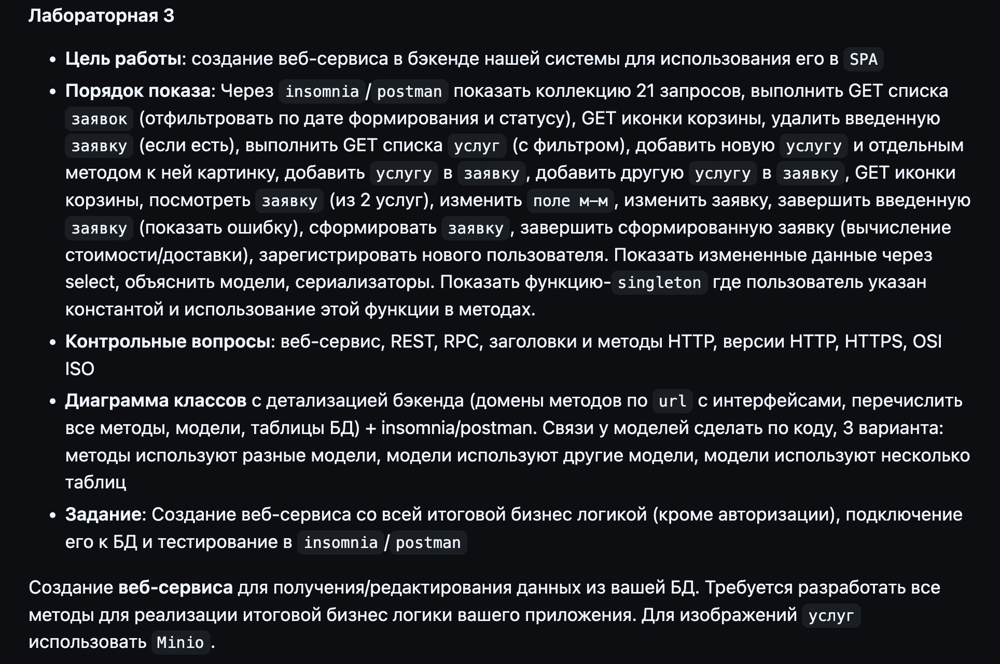 Лабораторная 3
• Цель работы: создание веб-сервиса в бэкенде нашей системы для использования его в SPA
• Порядок показа: Через insomnia/postman показать коллекцию 21 запросов, выполнить GET списка
заявок (отфильтровать по дате формирования и статусу), GET иконки корзины, удалить введенную
заявку (если есть), выполнить GET списка услуг (с фильтром), добавить новую услугу и отдельным
методом к ней картинку, добавить услугу в заявку, добавить другую услугу в заявку, GET иконки
корзины, посмотреть заявку (из 2 услуг), изменить поле м-м, изменить заявку, завершить введенную
заявку (показать ошибку), сформировать заявку, завершить сформированную заявку (вычисление
стоимости/доставки), зарегистрировать нового пользователя. Показать измененные данные через
select, объяснить модели, сериализаторы. Показать функцию-singleton где пользователь указан
константой и использование этой функции в методах.
• Контрольные вопросы: веб-сервис, REST, RPC, заголовки и методы HTTP, версии HTTP, HTTPS, OSI
ISO
• Диаграмма классов с детализацией бэкенда (домены методов по url с интерфейсами, перечислить
все методы, модели, таблицы БД) + insomnia/postman. Связи у моделей сделать по коду, 3 варианта:
методы используют разные модели, модели используют другие модели, модели используют несколько
таблиц
• Задание: Создание веб-сервиса со всей итоговой бизнес логикой (кроме авторизации), подключение
его к БД и тестирование в insomnia/postman
Создание веб-сервиса для получения/редактирования данных из вашей БД. Требуется разработать все
методы для реализации итоговой бизнес логики вашего приложения. Для изображений услуг
использовать Minio.